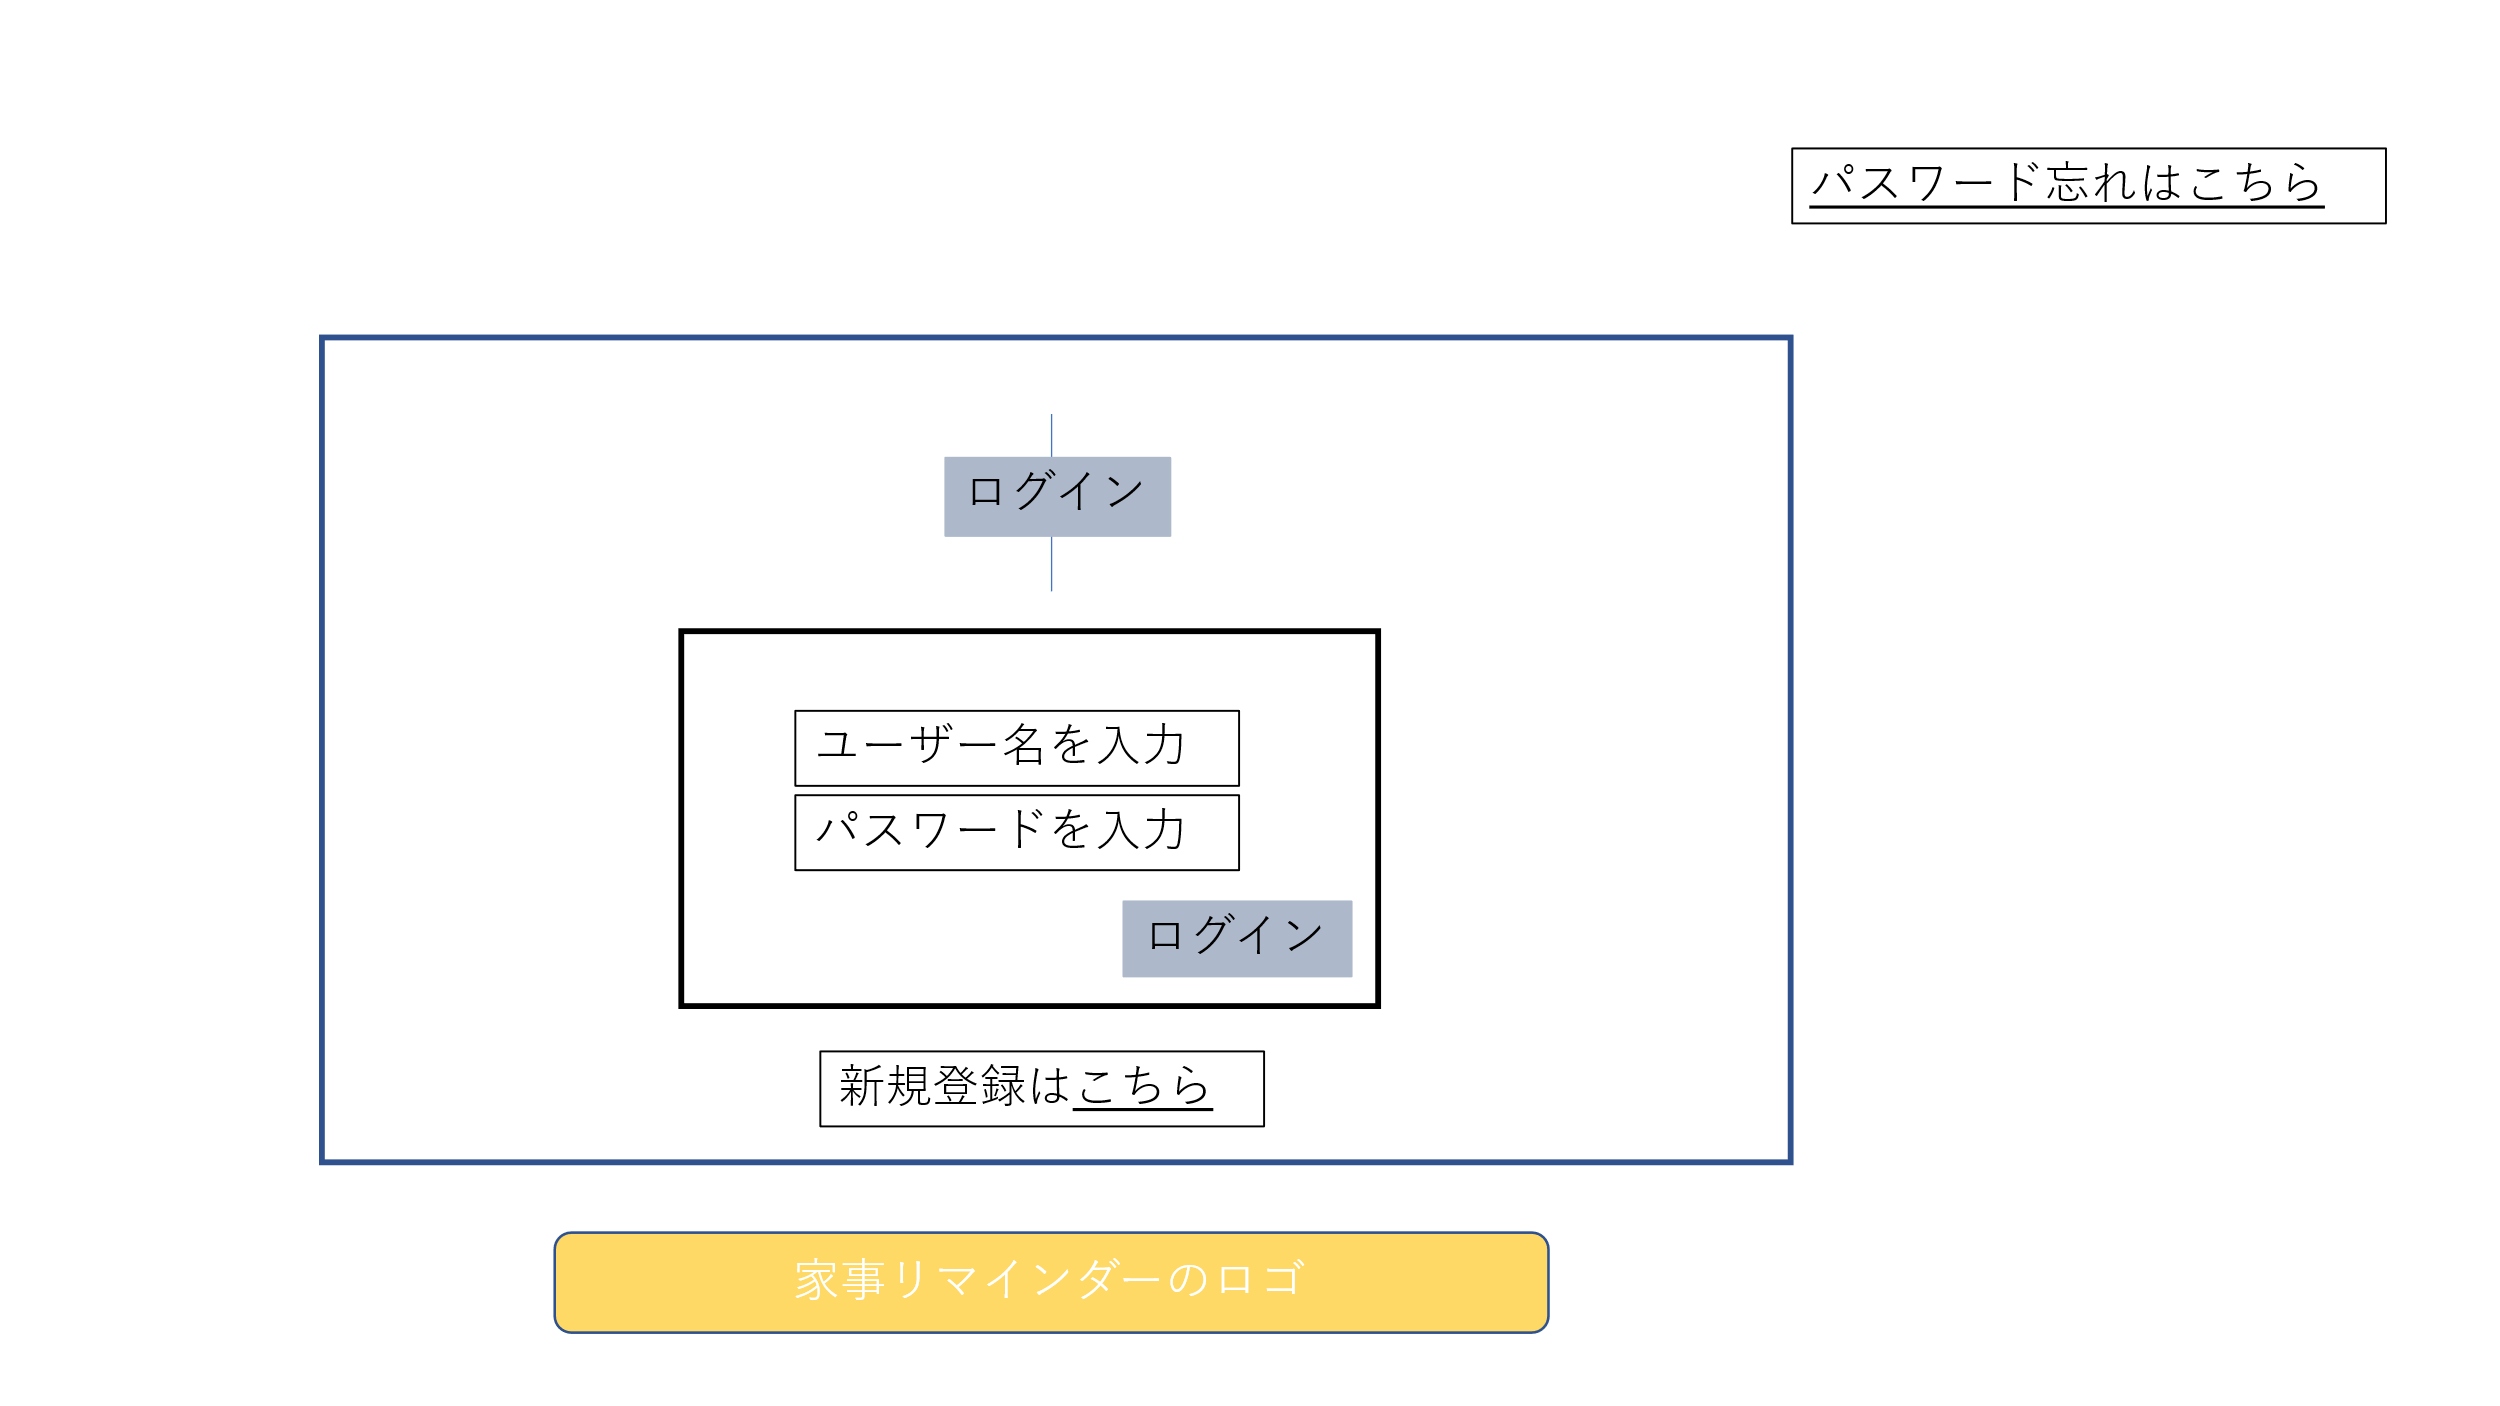 パスワード忘れはこちら
ログイン
ユーザー名を入力
パスワードを入力
ログイン
新規登録はこちら
家事リマインダーのロゴ